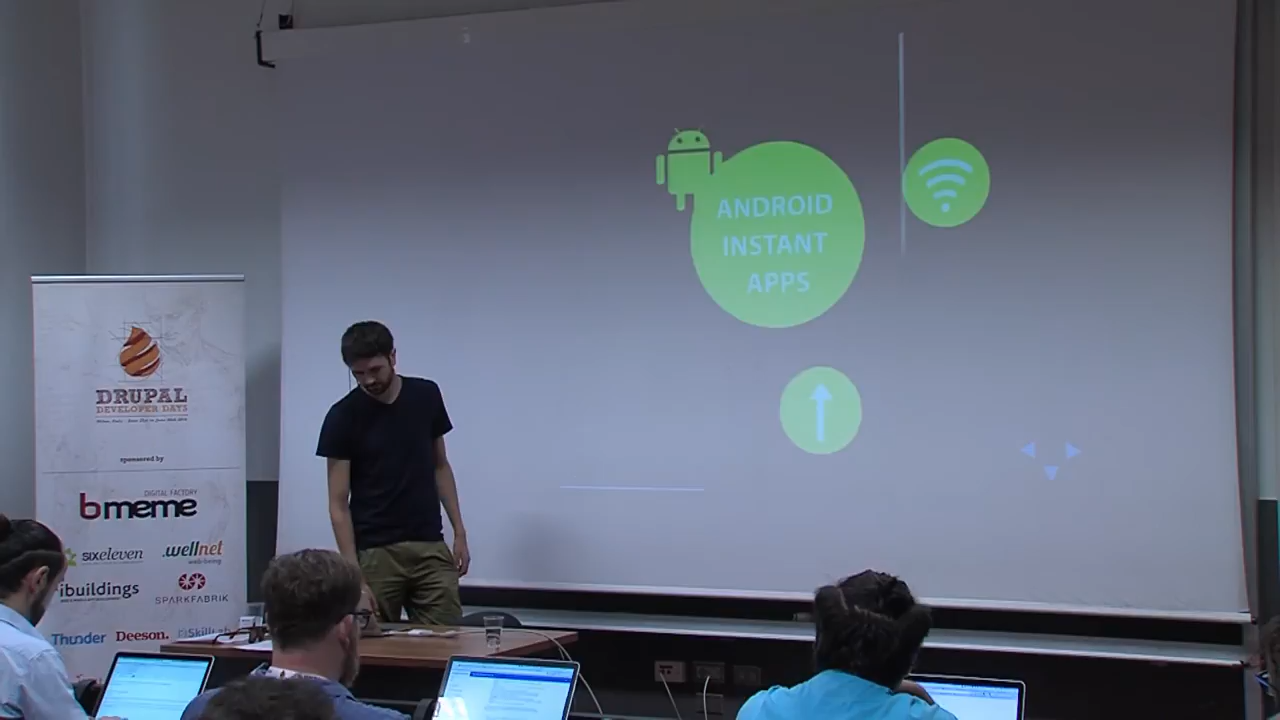 ANDROID
INSTANT
APPS
DRUPAL
DEVELOPER DAYS
sponsored by
DIGITAL FACTORY
bmeme
sixeleven
.wellnet
ibuildings
SPARKFABRIK
Thunder
Deeson.